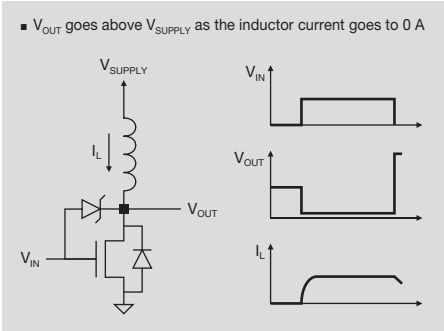 ▪ V_OUT goes above V_SUPPLY as the inductor current goes to 0 A
V_SUPPLY
V_IN
I_L
V_OUT
V_OUT
V_IN
I_L